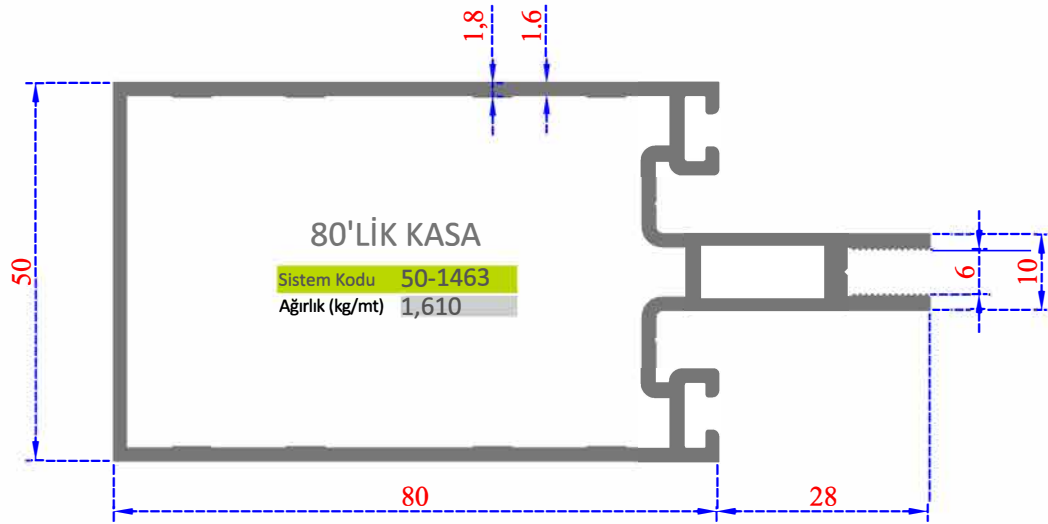 1,8
1.6
50
80'LİK KASA
Sistem Kodu 50-1463
Ağırlık (kg/mt) 1,610
6
10
80
28